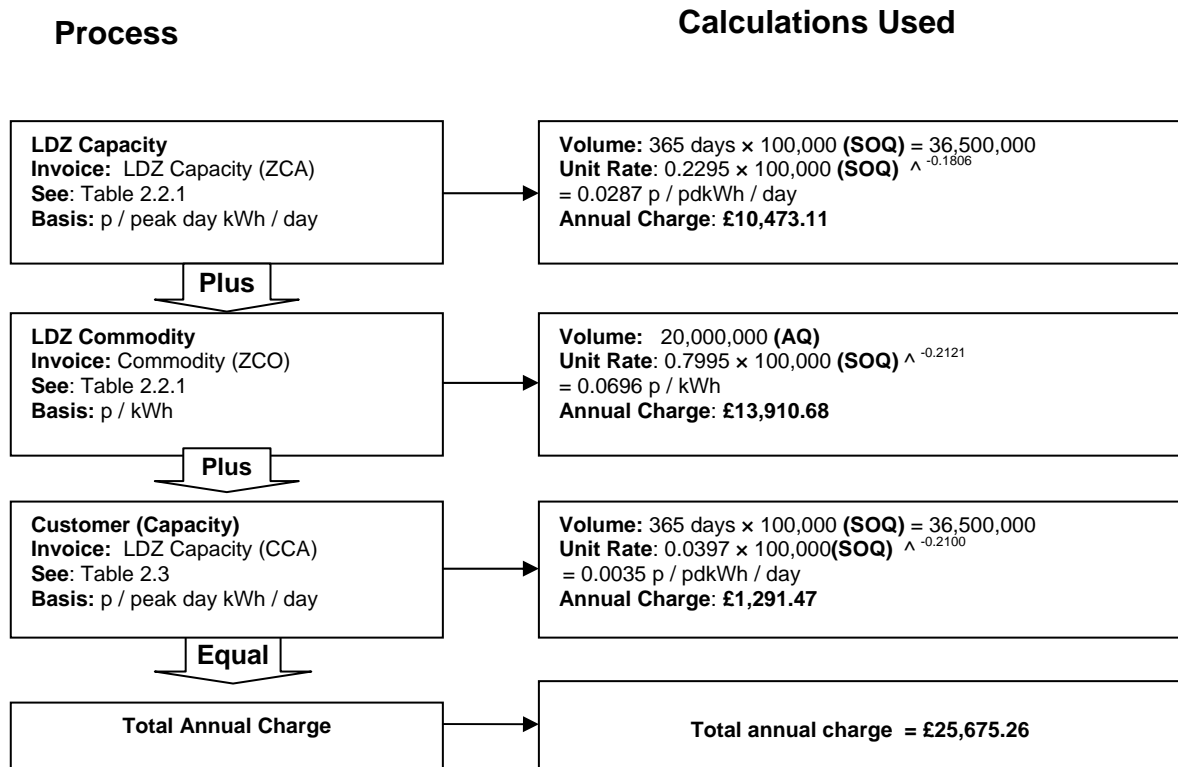 Process
Calculations Used
LDZ Capacity
Invoice: LDZ Capacity (ZCA)
See: Table 2.2.1
Basis: p / peak day kWh / day
Volume: 365 days × 100,000 (SOQ) = 36,500,000
Unit Rate: 0.2295 × 100,000 (SOQ) ^ -0.1806
= 0.0287 p / pdkWh / day
Annual Charge: £10,473.11
Plus
LDZ Commodity
Invoice: Commodity (ZCO)
See: Table 2.2.1
Basis: p / kWh
Volume: 20,000,000 (AQ)
Unit Rate: 0.7995 × 100,000 (SOQ) ^ -0.2121
= 0.0696 p / kWh
Annual Charge: £13,910.68
Plus
Customer (Capacity)
Invoice: LDZ Capacity (CCA)
See: Table 2.3
Basis: p / peak day kWh / day
Volume: 365 days × 100,000 (SOQ) = 36,500,000
Unit Rate: 0.0397 × 100,000(SOQ) ^ -0.2100
= 0.0035 p / pdkWh / day
Annual Charge: £1,291.47
Equal
Total Annual Charge
Total annual charge = £25,675.26